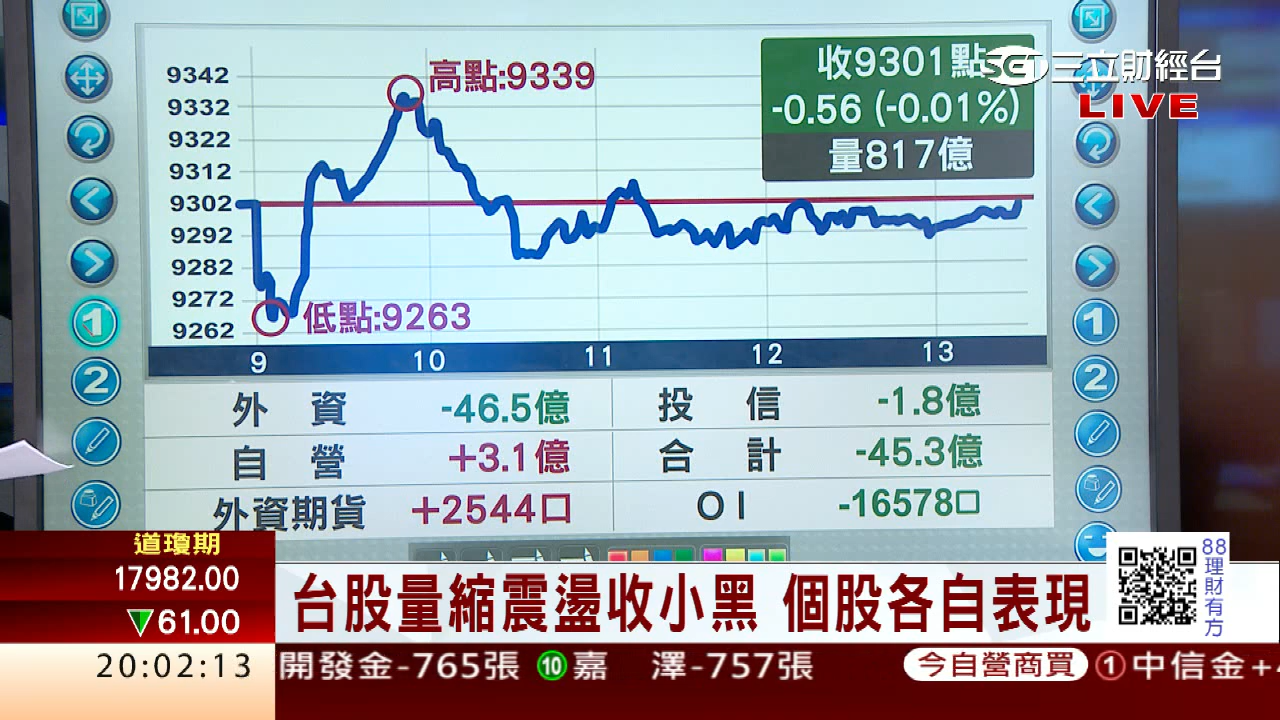 9342
9332
9322
9312
9302
9292
9282
9272
9262
高點:9339
低點:9263
收9301點
-0.56 (-0.01%)
量817億
三立財經台
LIVE
9 10 11 12 13
外資 -46.5億 投信 -1.8億
自營 +3.1億 合計 -45.3億
外資期貨 +2544口 OI -16578口
1
2
1
2
道瓊期
17982.00
▼61.00
20:02:13
台股量縮震盪收小黑 個股各自表現
88理財有方
開發金-765張 10 嘉 澤-757張 今自營商買 1 中信金+